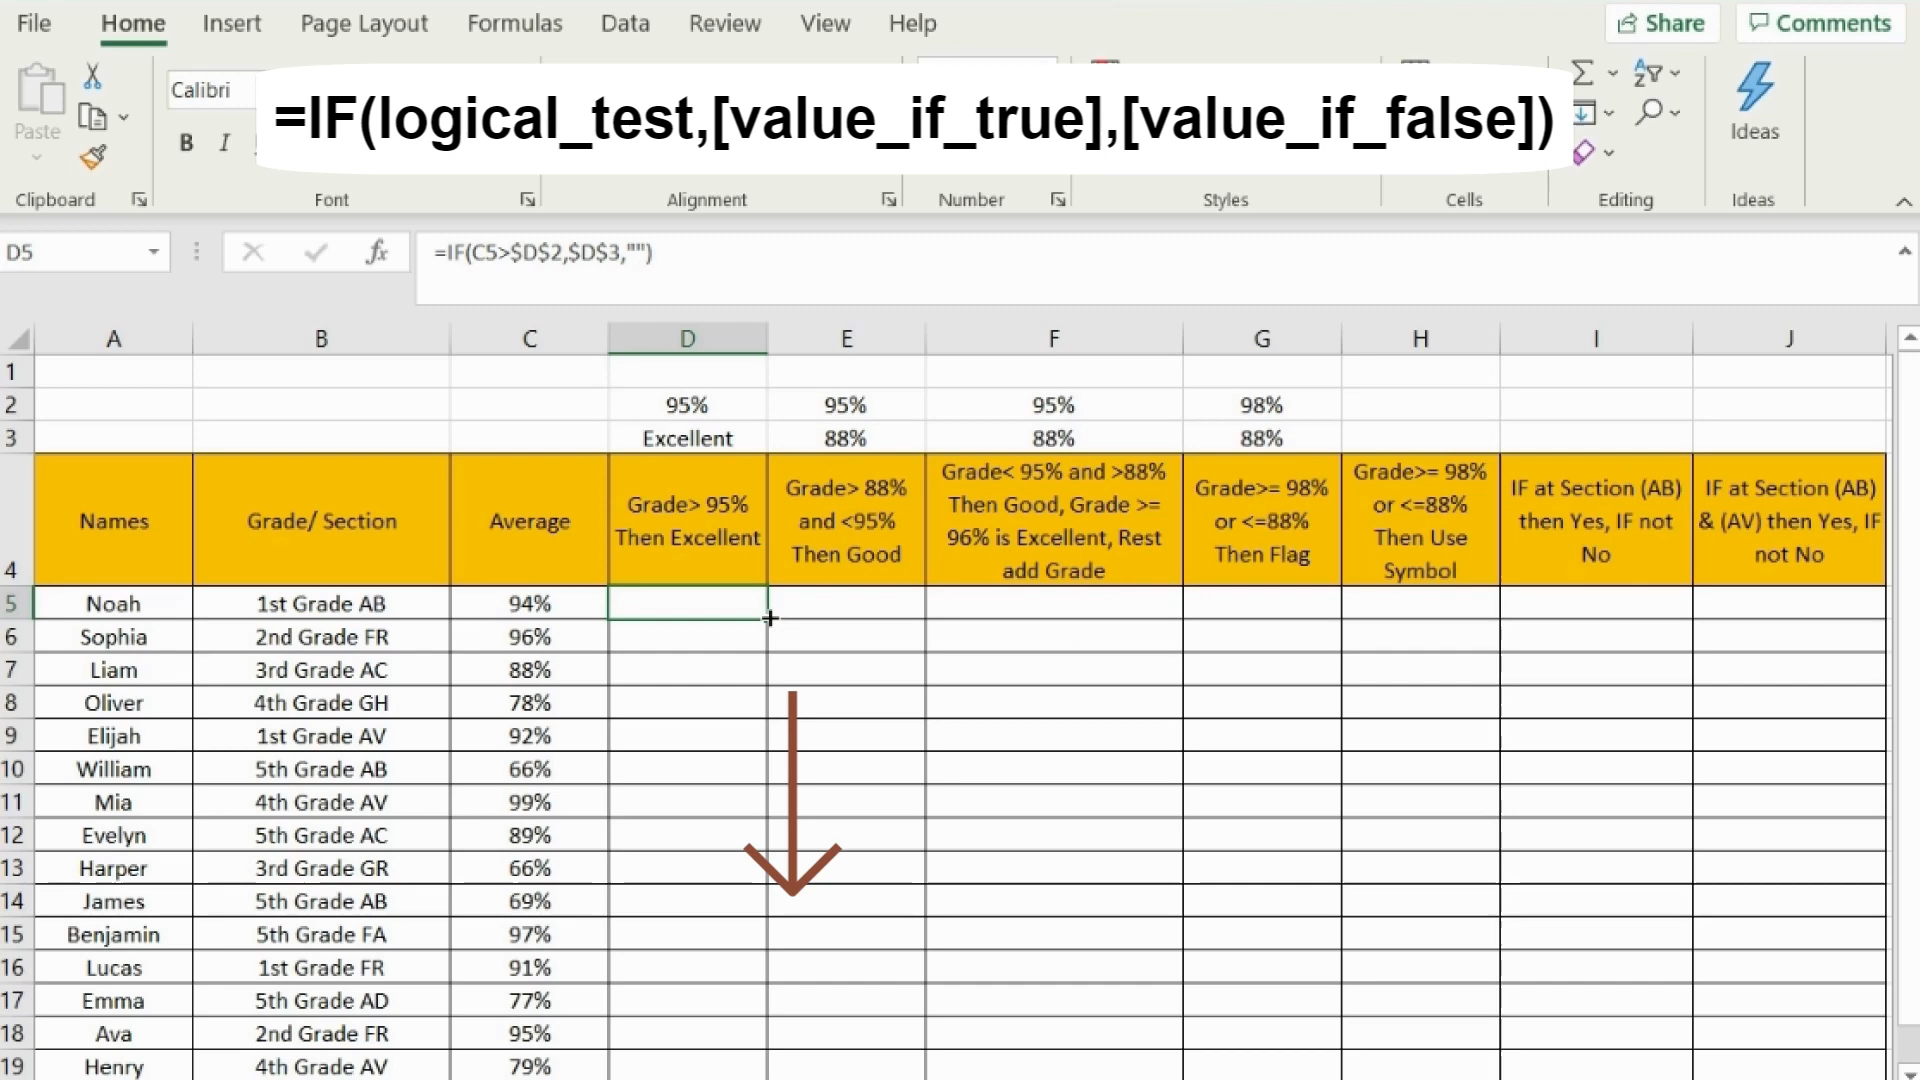 File Home Insert Page Layout Formulas Data Review View Help Share Comments
Paste Calibri B I Ideas
=IF(logical_test,[value_if_true],[value_if_false])
Clipboard Font Alignment Number Styles Cells Editing Ideas
D5 fx =IF(C5>$D$2,$D$3,"")
A B C D E F G H I J
1
2 95% 95% 95% 98%
3 Excellent 88% 88% 88%
4
Names
Grade/ Section
Average
Grade> 95%
Then Excellent
Grade> 88%
and <95%
Then Good
Grade< 95% and >88%
Then Good, Grade >=
96% is Excellent, Rest
add Grade
Grade>= 98%
or <=88%
Then Flag
Grade>= 98%
or <=88%
Then Use
Symbol
IF at Section (AB)
then Yes, IF not
No
IF at Section (AB)
& (AV) then Yes, IF
not No
5 Noah 1st Grade AB 94%
6 Sophia 2nd Grade FR 96%
7 Liam 3rd Grade AC 88%
8 Oliver 4th Grade GH 78%
9 Elijah 1st Grade AV 92%
10 William 5th Grade AB 66%
11 Mia 4th Grade AV 99%
12 Evelyn 5th Grade AC 89%
13 Harper 3rd Grade GR 66%
14 James 5th Grade AB 69%
15 Benjamin 5th Grade FA 97%
16 Lucas 1st Grade FR 91%
17 Emma 5th Grade AD 77%
18 Ava 2nd Grade FR 95%
19 Henry 4th Grade AV 79%